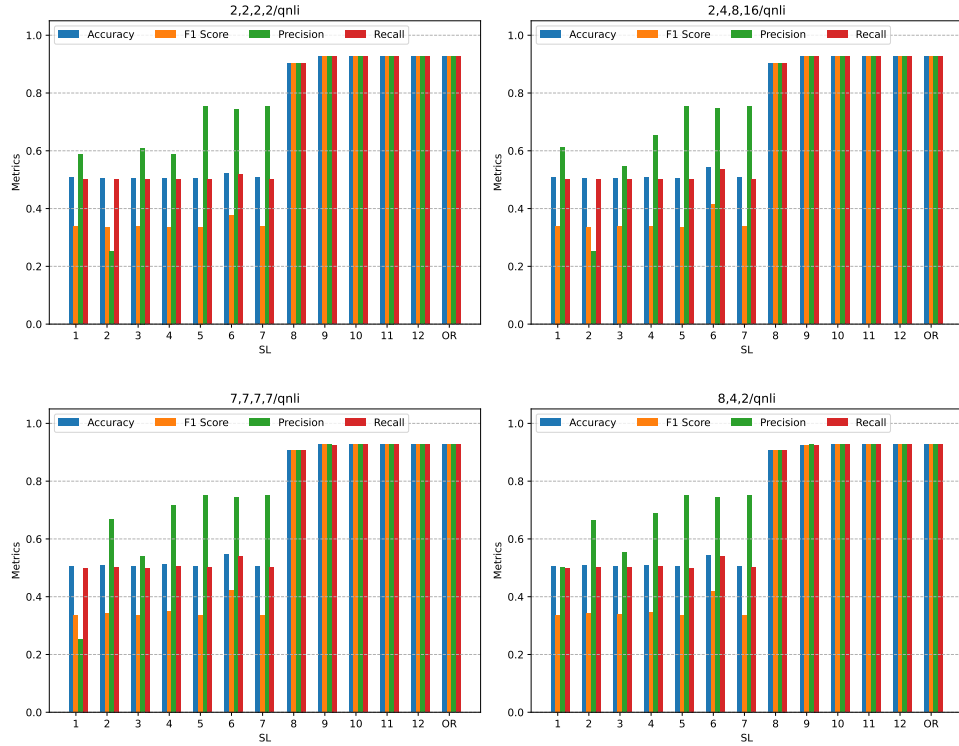 2,2,2,2/qnli
Accuracy F1 Score Precision Recall
1.0
0.8
0.6
0.4
0.2
0.0
Metrics
1 2 3 4 5 6 7 8 9 10 11 12 OR
SL
2,4,8,16/qnli
Accuracy F1 Score Precision Recall
1.0
0.8
0.6
0.4
0.2
0.0
Metrics
1 2 3 4 5 6 7 8 9 10 11 12 OR
SL
7,7,7,7/qnli
Accuracy F1 Score Precision Recall
1.0
0.8
0.6
0.4
0.2
0.0
Metrics
1 2 3 4 5 6 7 8 9 10 11 12 OR
SL
8,4,2/qnli
Accuracy F1 Score Precision Recall
1.0
0.8
0.6
0.4
0.2
0.0
Metrics
1 2 3 4 5 6 7 8 9 10 11 12 OR
SL